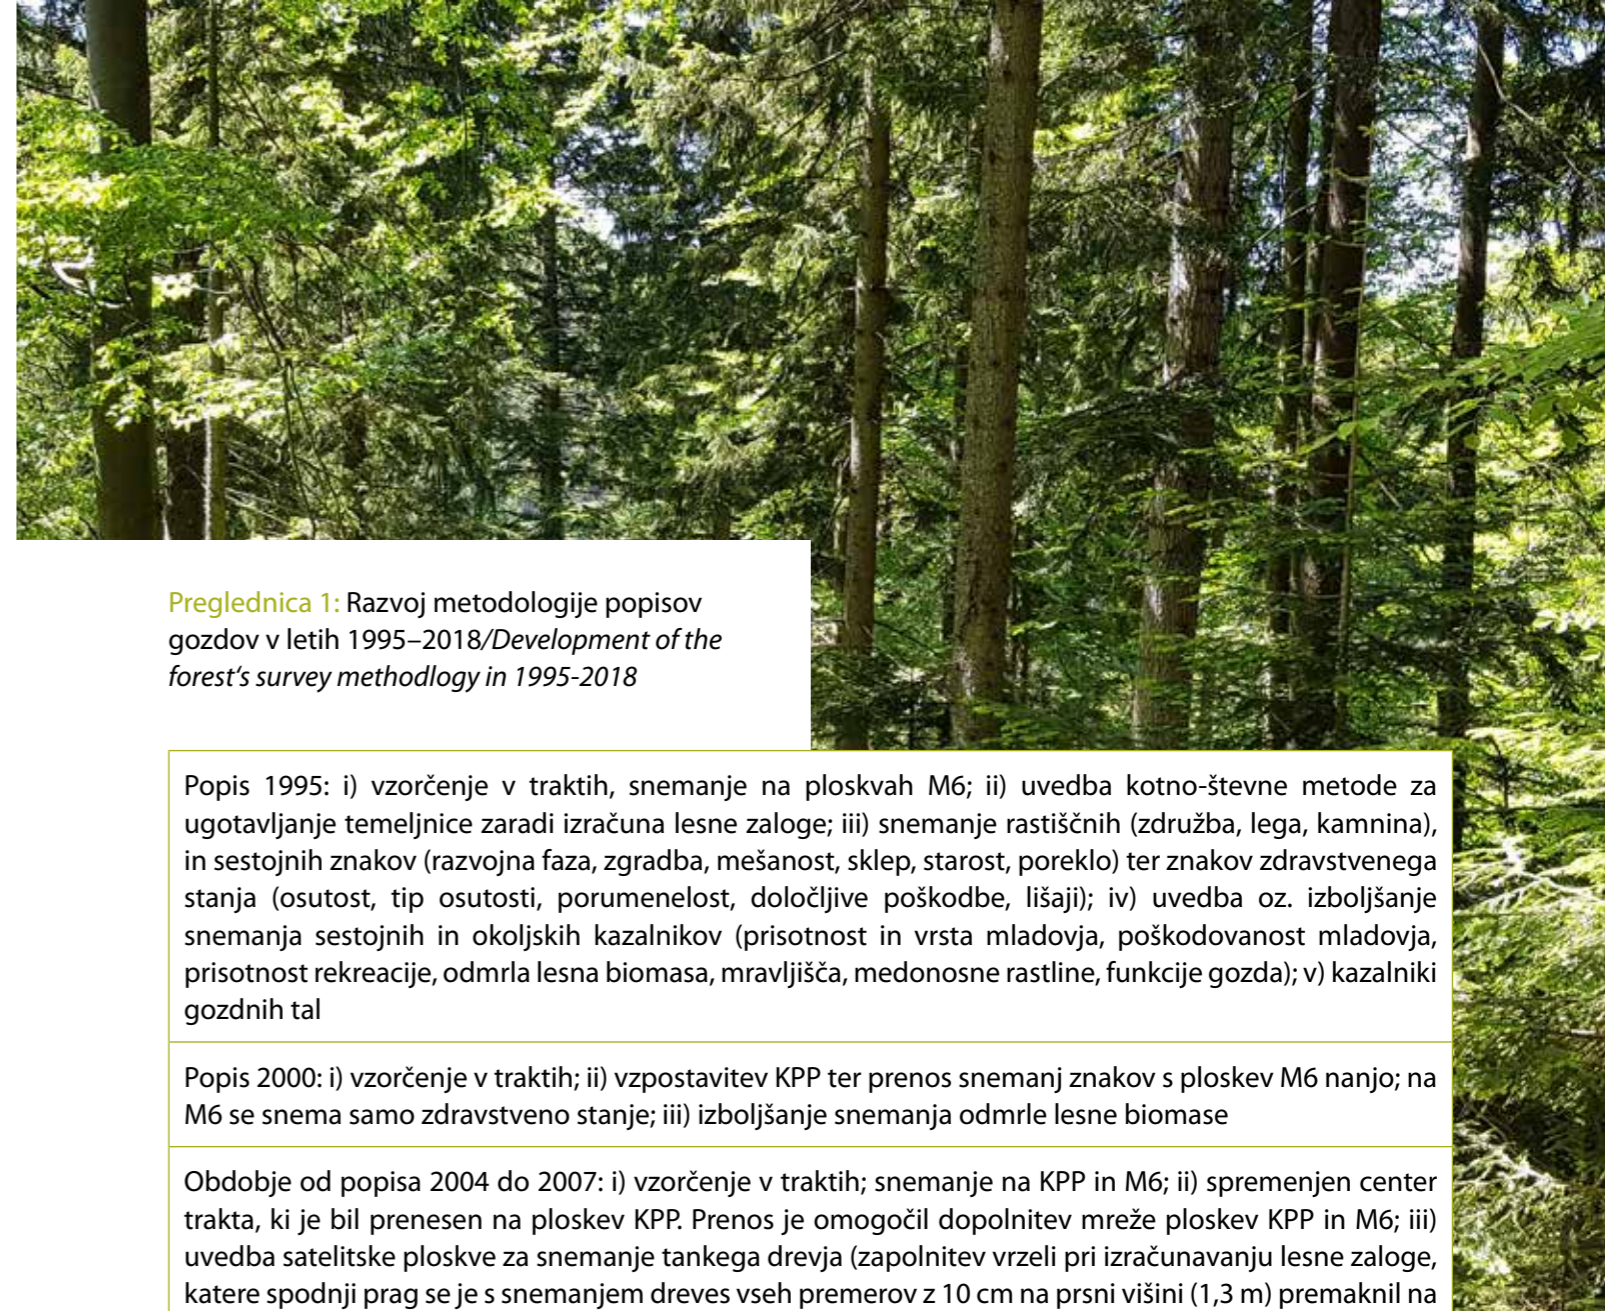 Preglednica 1: Razvoj metodologije popisov
gozdov v letih 1995–2018/Development of the
forest's survey methodlogy in 1995-2018
Popis 1995: i) vzorčenje v traktih, snemanje na ploskvah M6; ii) uvedba kotno-števne metode za
ugotavljanje temeljnice zaradi izračuna lesne zaloge; iii) snemanje rastiščnih (združba, lega, kamnina),
in sestojnih znakov (razvojna faza, zgradba, mešanost, sklep, starost, poreklo) ter znakov zdravstvenega
stanja (osutost, tip osutosti, porumenelost, določljive poškodbe, lišaji); iv) uvedba oz. izboljšanje
snemanja sestojnih in okoljskih kazalnikov (prisotnost in vrsta mladovja, poškodovanost mladovja,
prisotnost rekreacije, odmrla lesna biomasa, mravljišča, medonosne rastline, funkcije gozda); v) kazalniki
gozdnih tal
Popis 2000: i) vzorčenje v traktih; ii) vzpostavitev KPP ter prenos snemanj znakov s ploskev M6 nanjo; na
M6 se snema samo zdravstveno stanje; iii) izboljšanje snemanja odmrle lesne biomase
Obdobje od popisa 2004 do 2007: i) vzorčenje v traktih; snemanje na KPP in M6; ii) spremenjen center
trakta, ki je bil prenesen na ploskev KPP. Prenos je omogočil dopolnitev mreže ploskev KPP in M6; iii)
uvedba satelitske ploskve za snemanje tankega drevja (zapolnitev vrzeli pri izračunavanju lesne zaloge,
katere spodnji prag se je s snemanjem dreves vseh premerov z 10 cm na prsni višini (1,3 m) premaknil na